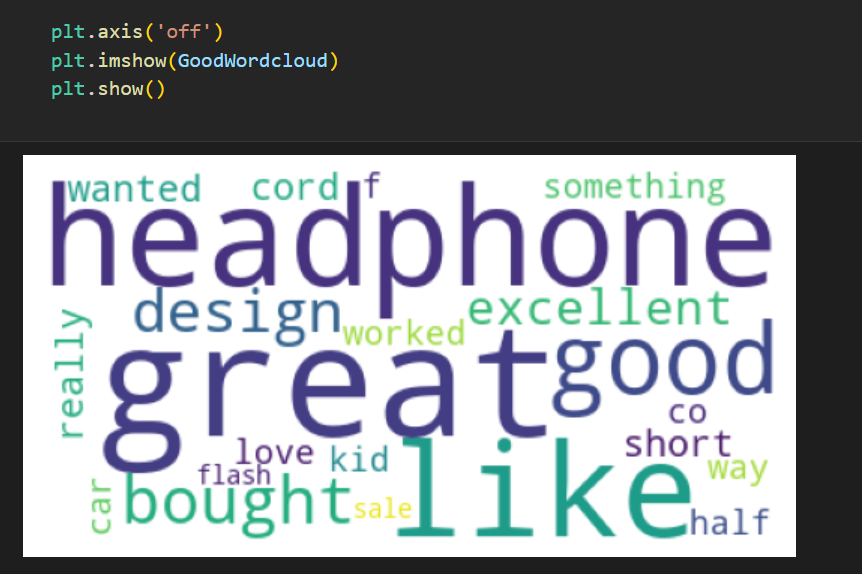 plt.axis('off')
plt.imshow(GoodWordcloud)
plt.show()
wanted cord f something
headphone
design excellent
really worked
great good
co
love kid short
flash way
car bought sale like half